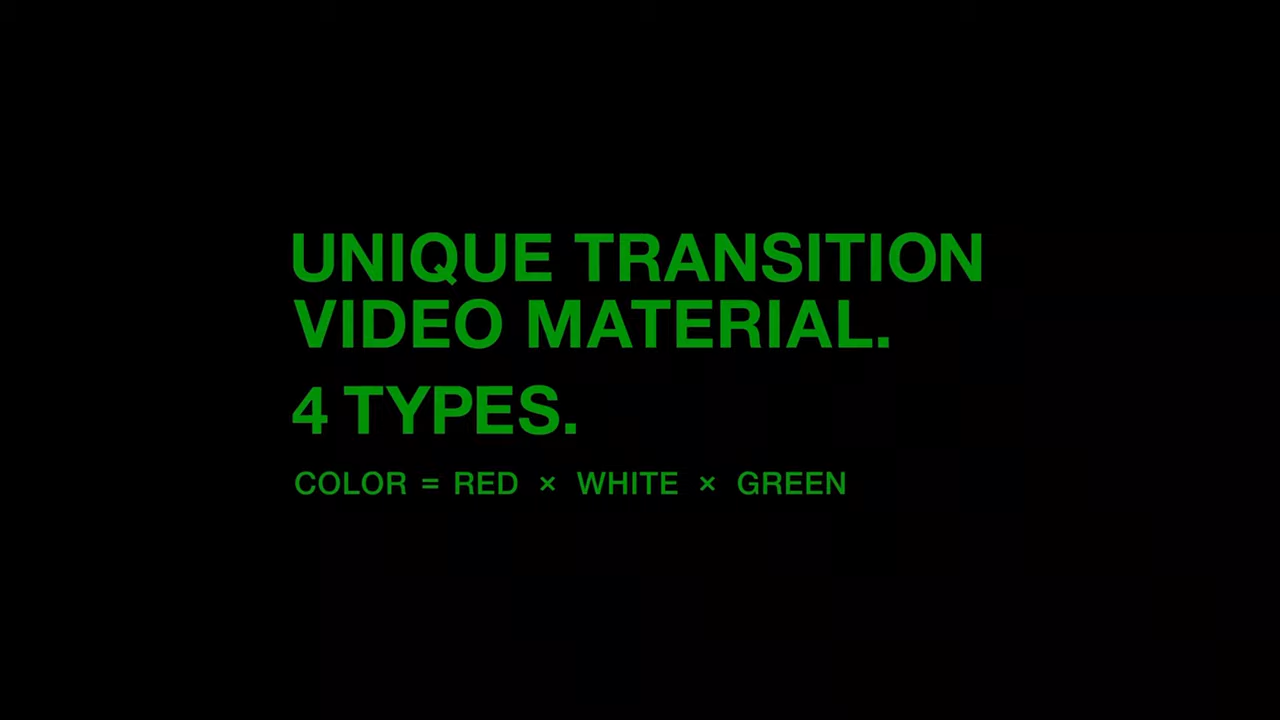 UNIQUE TRANSITION
VIDEO MATERIAL.
4 TYPES.
COLOR = RED × WHITE × GREEN